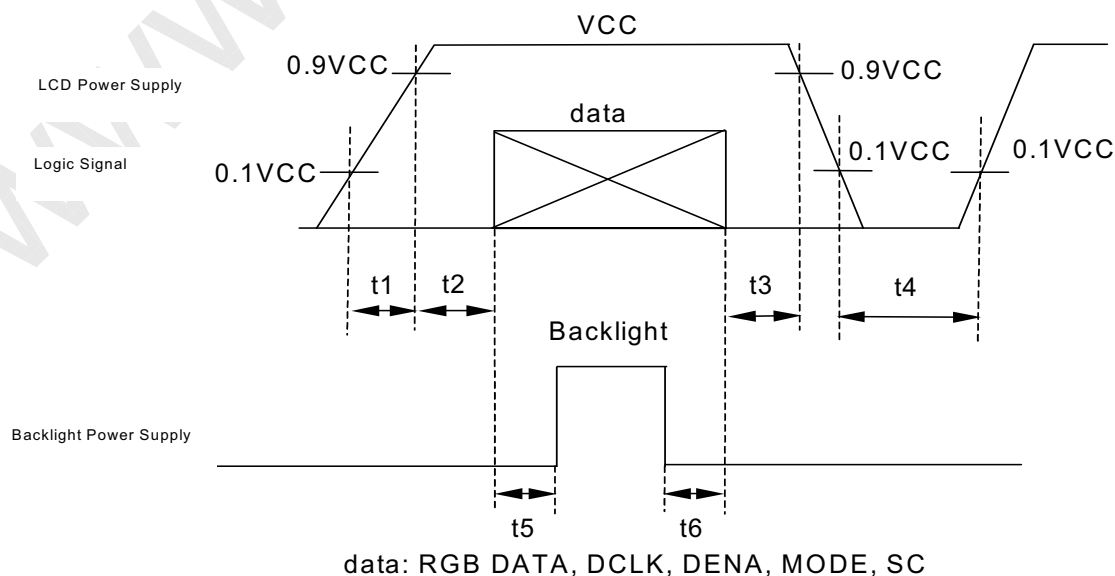 VCC
0.9VCC
0.9VCC
LCD Power Supply
data
Logic Signal
0.1VCC
0.1VCC
0.1VCC
t1
t2
t3
t4
Backlight
Backlight Power Supply
t5
t6
data: RGB DATA, DCLK, DENA, MODE, SC